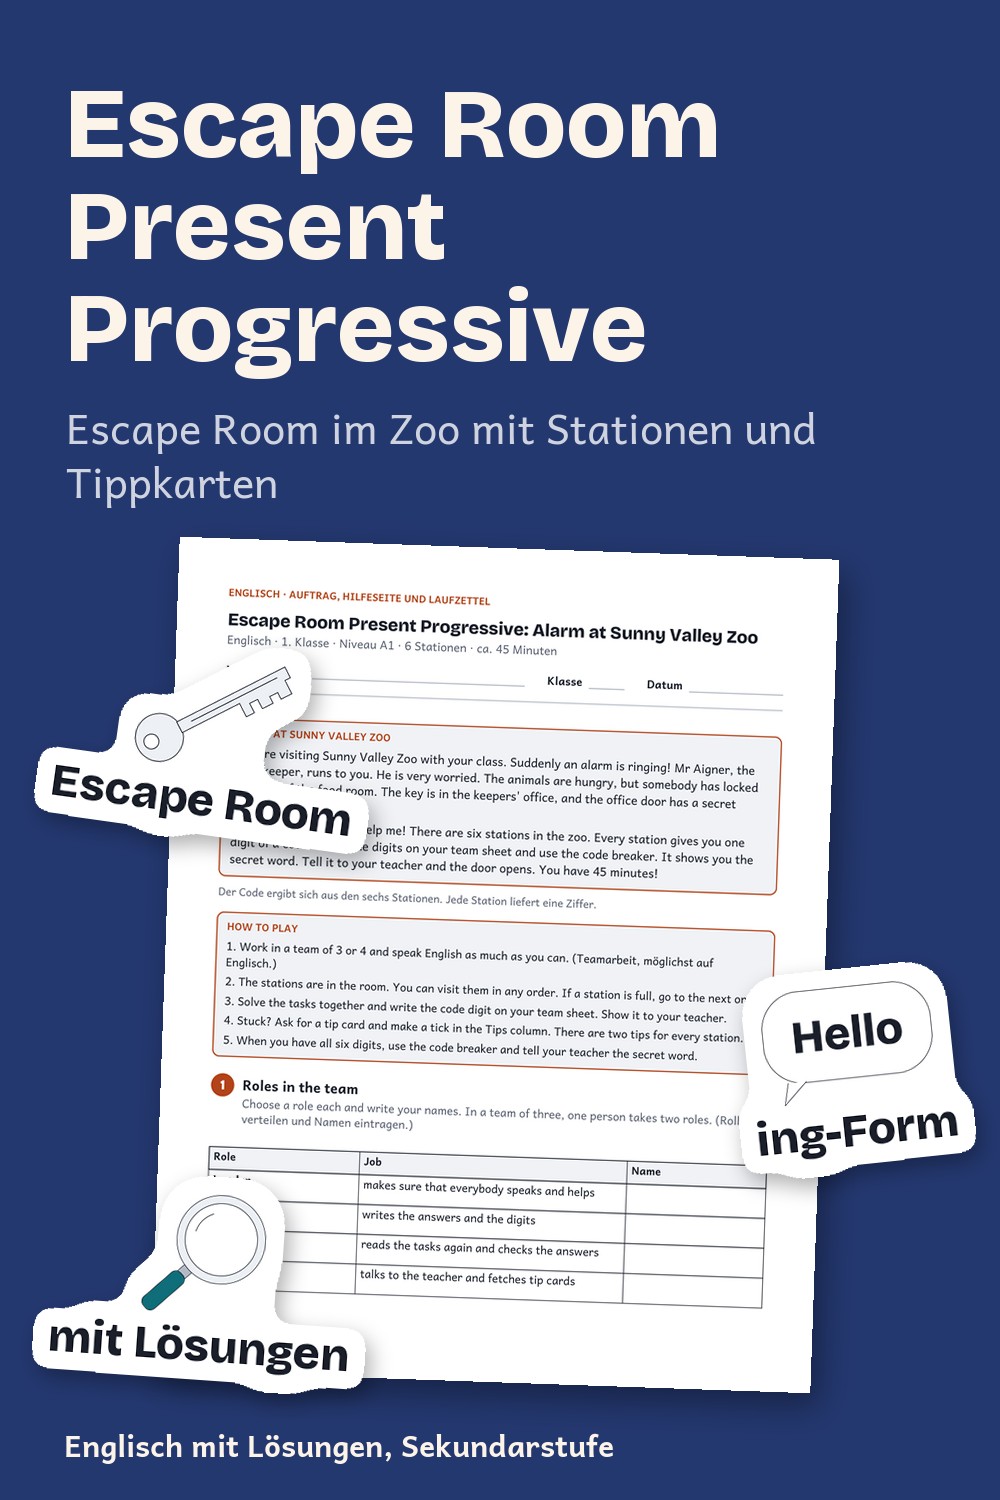 Escape Room
Present
Progressive
Escape Room im Zoo mit Stationen und
Tippkarten
ENGLISCH · AUFTRAG, HILFESEITE UND LAUFZETTEL
Escape Room Present Progressive: Alarm at Sunny Valley Zoo
Englisch · 1. Klasse · Niveau A1 · 6 Stationen · ca. 45 Minuten
Klasse
Datum
AT SUNNY VALLEY ZOO
visiting Sunny Valley Zoo with your class. Suddenly an alarm is ringing! Mr Aigner, the
keeper, runs to you. He is very worried. The animals are hungry, but somebody has locked
room. The key is in the keepers' office, and the office door has a secret
me! There are six stations in the zoo. Every station gives you one
digit of a digits on your team sheet and use the code breaker. It shows you the
secret word. Tell it to your teacher and the door opens. You have 45 minutes!
Der Code ergibt sich aus den sechs Stationen. Jede Station liefert eine Ziffer.
HOW TO PLAY
1. Work in a team of 3 or 4 and speak English as much as you can. (Teamarbeit, möglichst auf
Englisch.)
2. The stations are in the room. You can visit them in any order. If a station is full, go to the next
3. Solve the tasks together and write the code digit on your team sheet. Show it to your teacher.
4. Stuck? Ask for a tip card and make a tick in the Tips column. There are two tips for every station.
5. When you have all six digits, use the code breaker and tell your teacher the secret word.
1 Roles in the team
Choose a role each and write your names. In a team of three, one person takes two roles.
verteilen und Namen eintragen.)
Role
Job
Name
makes sure that everybody speaks and helps
writes the answers and the digits
reads the tasks again and checks the answers
talks to the teacher and fetches tip cards
Escape Room
Hello
ing-Form
mit Lösungen
Englisch mit Lösungen, Sekundarstufe